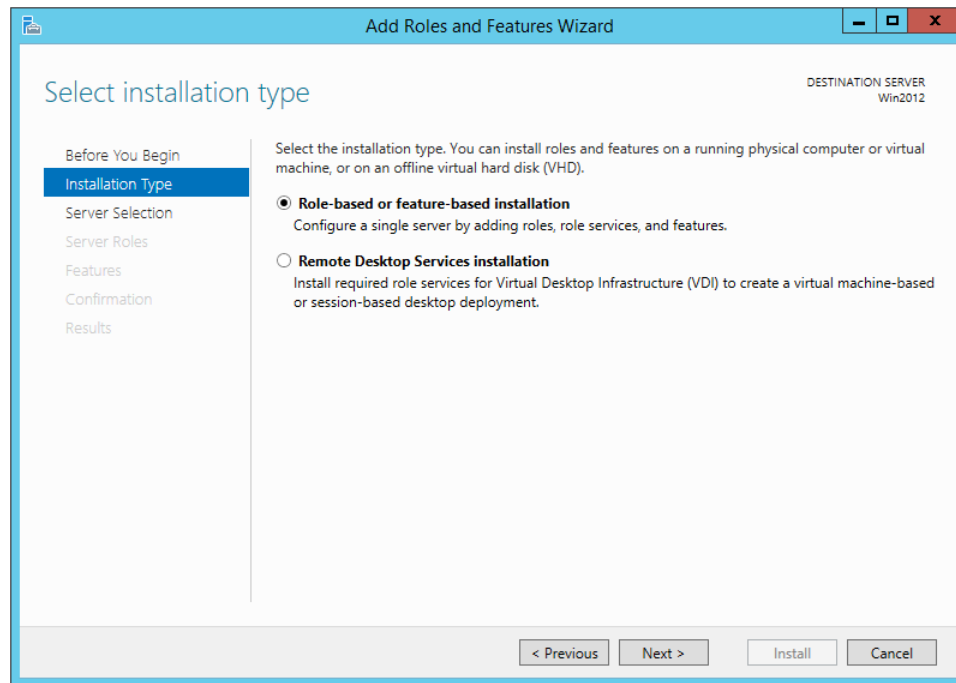 Add Roles and Features Wizard
Select installation type
DESTINATION SERVER
Win2012
Before You Begin
Installation Type
Server Selection
Server Roles
Features
Confirmation
Results
Select the installation type. You can install roles and features on a running physical computer or virtual
machine, or on an offline virtual hard disk (VHD).
Role-based or feature-based installation
Configure a single server by adding roles, role services, and features.
Remote Desktop Services installation
Install required role services for Virtual Desktop Infrastructure (VDI) to create a virtual machine-based
or session-based desktop deployment.
< Previous Next > Install Cancel